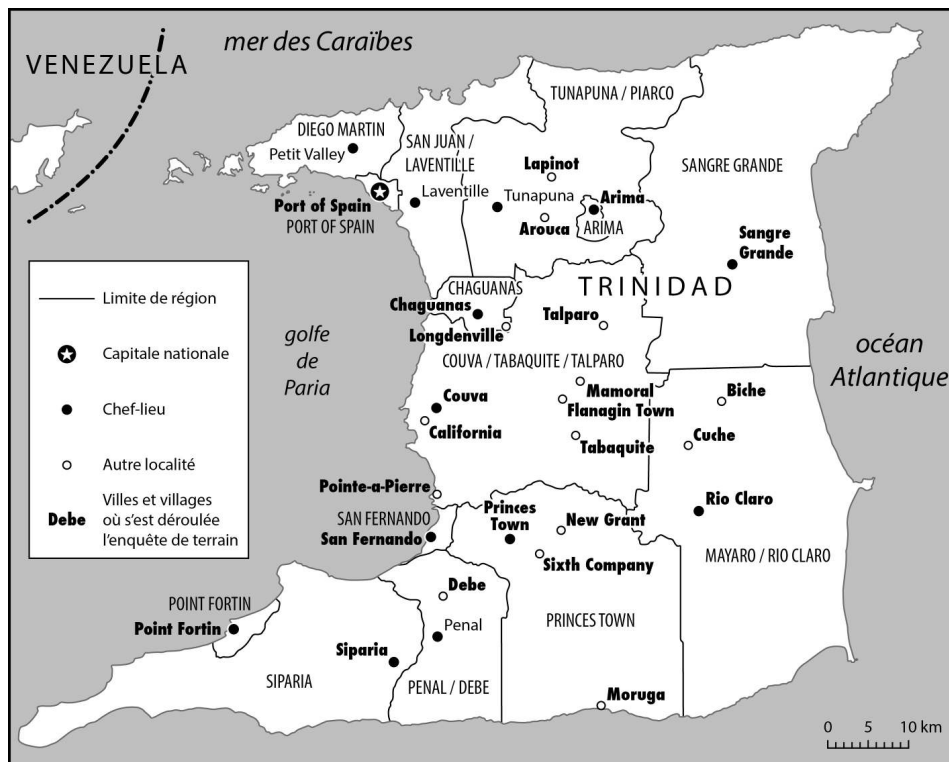 mer des Caraïbes
VENEZUELA
TUNAPUNA / PIARCO
DIEGO MARTIN
Petit Valley
SAN JUAN /
LAVENTILLE
Lapinot
SANGRE GRANDE
Laventille
Tunapuna
Arima
Port of Spain
PORT OF SPAIN
Arouca
ARIMA
Sangre
Grande
TRINIDAD
CHAGUANAS
Chaguanas
Longdenville
Talparo
golfe
de
Paria
océan
Atlantique
COUVA / TABAQUITE / TALPARO
Mamoral
Flanagin Town
Biche
Couva
California
Tabaquite
Cuche
Pointe-a-Pierre
Princes
Town
New Grant
Rio Claro
SAN FERNANDO
San Fernando
Sixth Company
MAYARO / RIO CLARO
Debe
POINT FORTIN
Point Fortin
Penal
PRINCES TOWN
Siparia
SIPARIA
PENAL / DEBE
Moruga
Limite de région
Capitale nationale
Chef-lieu
Autre localité
Debe
Villes et villages
où s'est déroulée
l'enquête de terrain
0 5 10 km